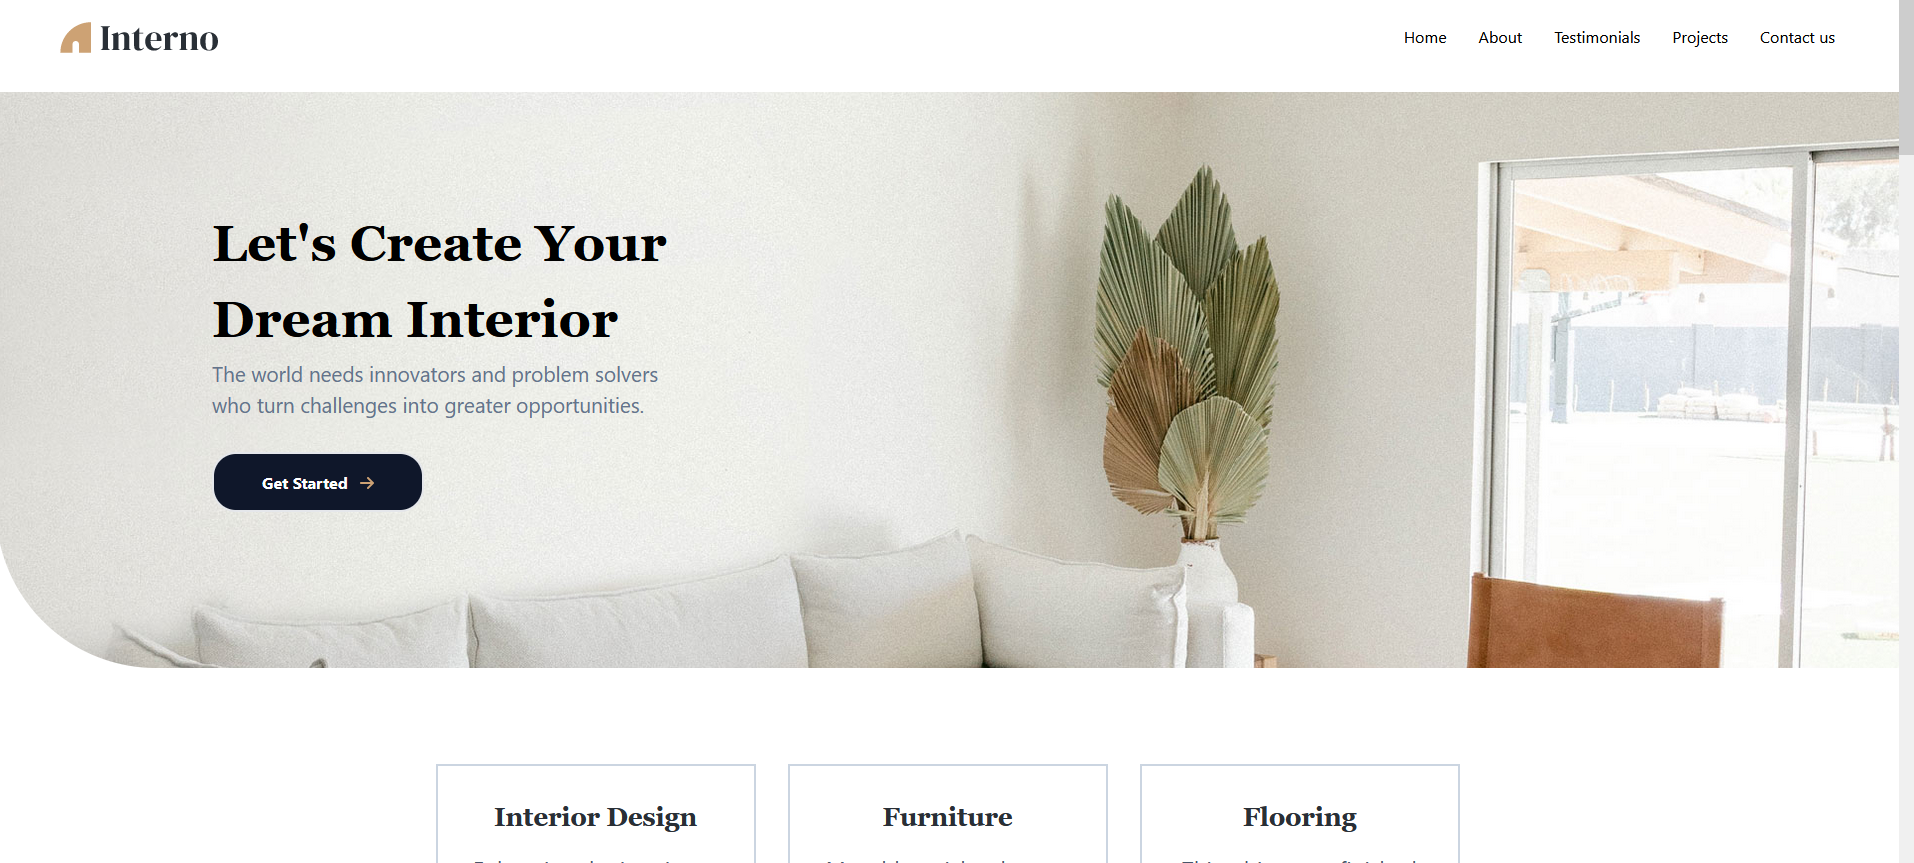 Interno
Home About Testimonials Projects Contact us
Let's Create Your
Dream Interior
The world needs innovators and problem solvers
who turn challenges into greater opportunities.
Get Started
Interior Design Furniture Flooring